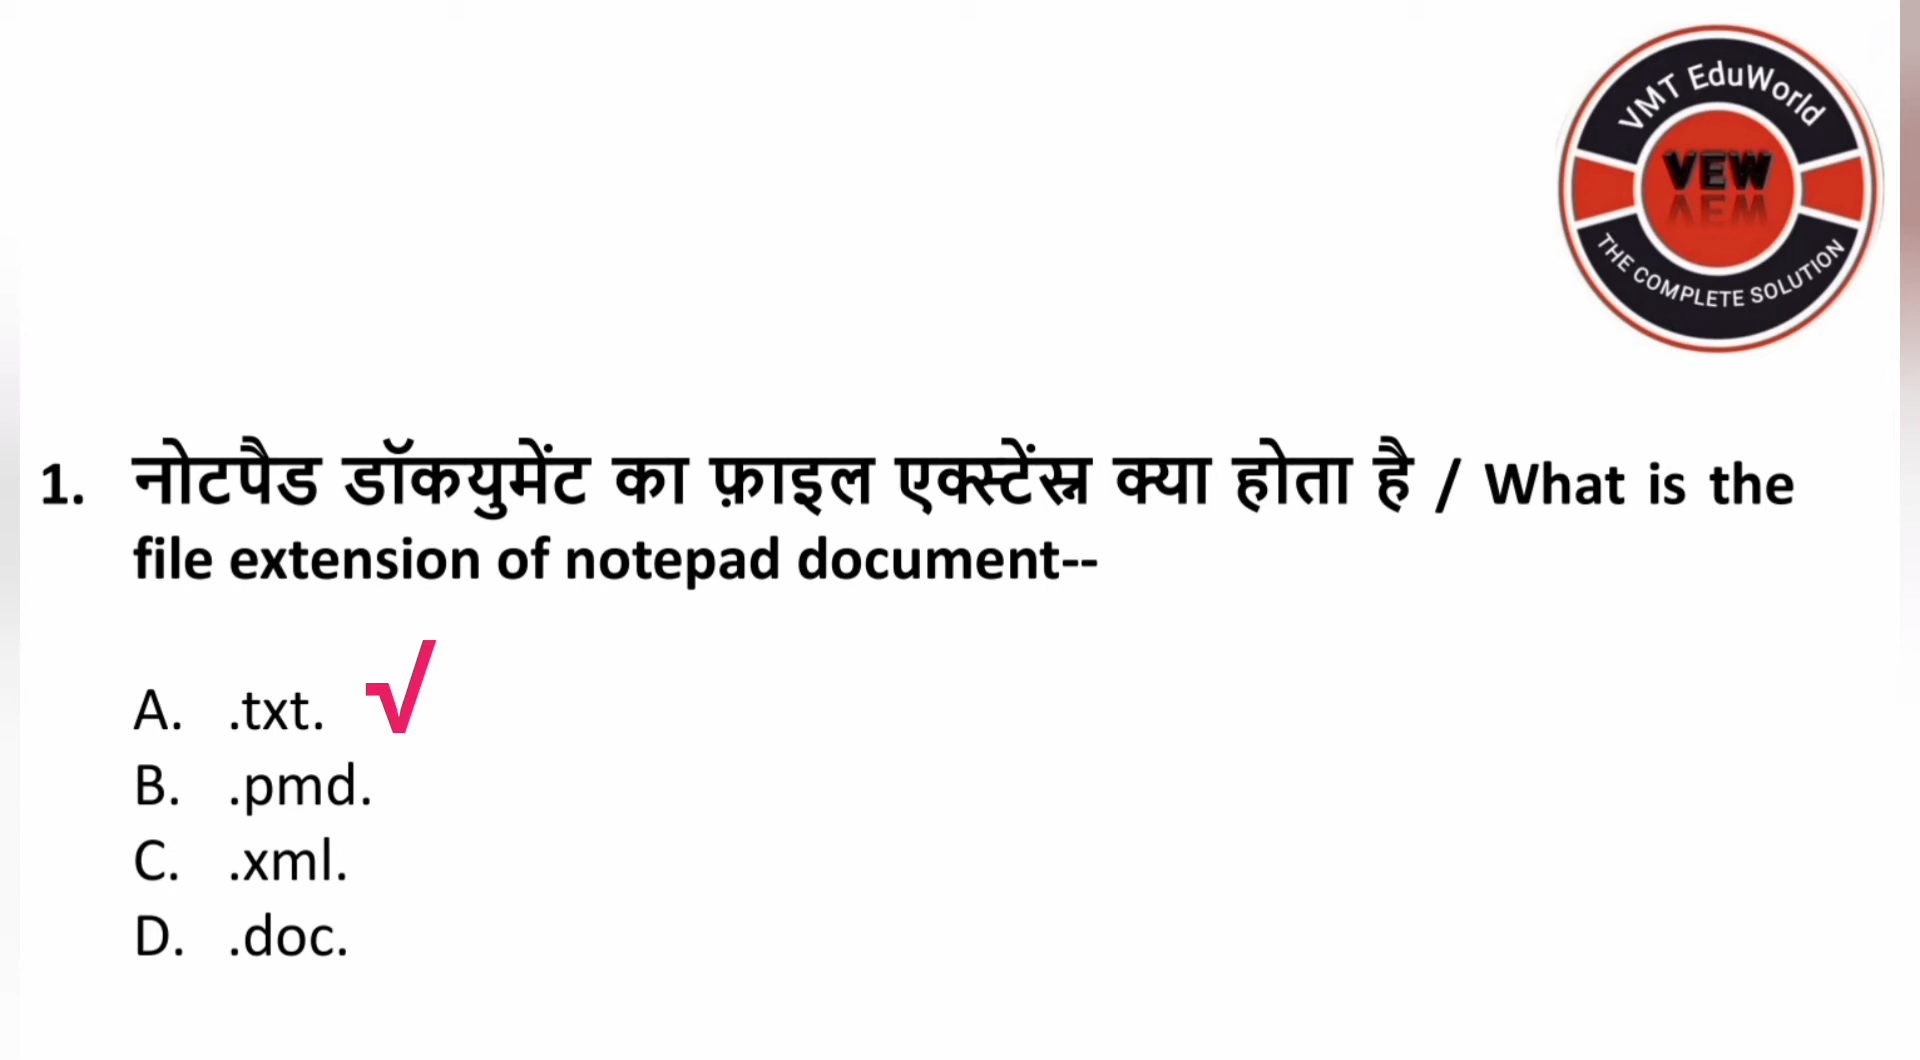 VMT EduWorld
VEW
THE COMPLETE SOLUTION
1. नोटपैड डॉकयुमेंट का फ़ाइल एक्स्टेंस्न क्या होता है / What is the
file extension of notepad document--
A. .txt. √
B. .pmd.
C. .xml.
D. .doc.